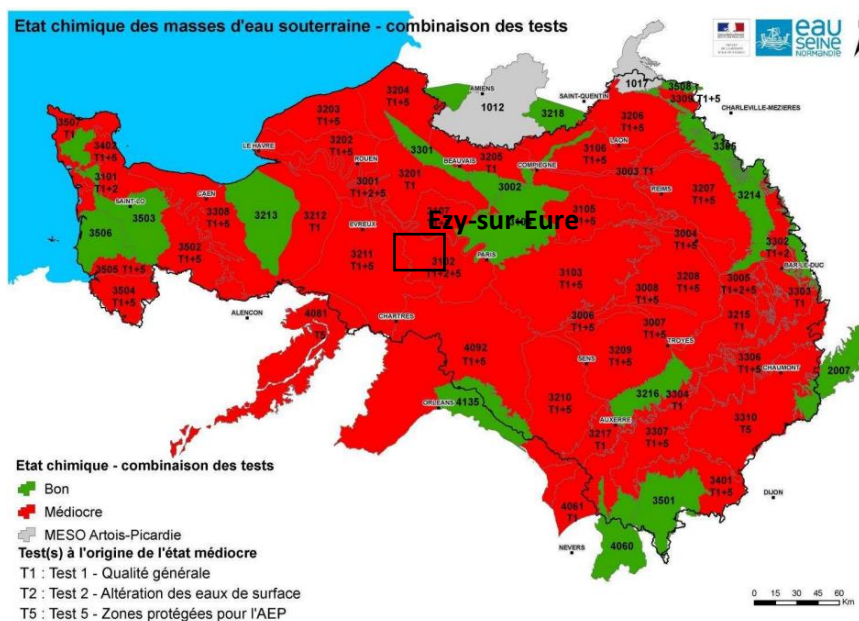 Etat chimique des masses d'eau souterraine - combinaison des tests
eau
SEINE
NORMANDIE
AMIENS
1012
SAINT-QUENTIN
3218
1017
3508
3309 T1+5
CHARLEVILLE-MEZIERES
3204
T1+5
3203
T1+5
3202
T1+5
LE HAVRE
ROUEN
3001
T1+2+5
3301
3201
T1
BEAUVAIS
3205
T1
COMPIEGNE
3106
T1+5
3206
T1+5
LAON
3003 T1
REIMS
3207
T1+5
3214
3507
T1
3402
T1+5
3101
T1+2
SAINT-LO
3503
3506
CAEN
3308
T1+5
3213
3212
T1
EVREUX
3211
T1+5
3002
Ezy-sur-Eure
3102
T1+2+5
PARIS
3105
T1+5
3004
T1+5
3302
T1+2
BAR-LE-DUC
3505 T1+5
3502
T1+5
3504
T1+5
ALENCON
4081
T5
CHARTRES
3103
T1+5
3208
T1+5
3008
T1+5
3005
T1+2+5
3303
T1
3006
T1+5
3007
T1+5
3215
T1
TROYES
4092
T1+5
SENS
3209
T1+5
3306
T1+5
CHAUMONT
2007
ORLEANS
4135
3210
T1+5
3216
3304
T1
AUXERRE
3217
T1
3307
T1+5
3310
T5
3401
T1+5
DIJON
3501
4061
T1
NEVERS
4060
Etat chimique - combinaison des tests
Bon
Médiocre
MESO Artois-Picardie
Test(s) à l'origine de l'état médiocre
T1 : Test 1 - Qualité générale
T2 : Test 2 - Altération des eaux de surface
T5 : Test 5 - Zones protégées pour l'AEP
0 15 30 45 60
Km